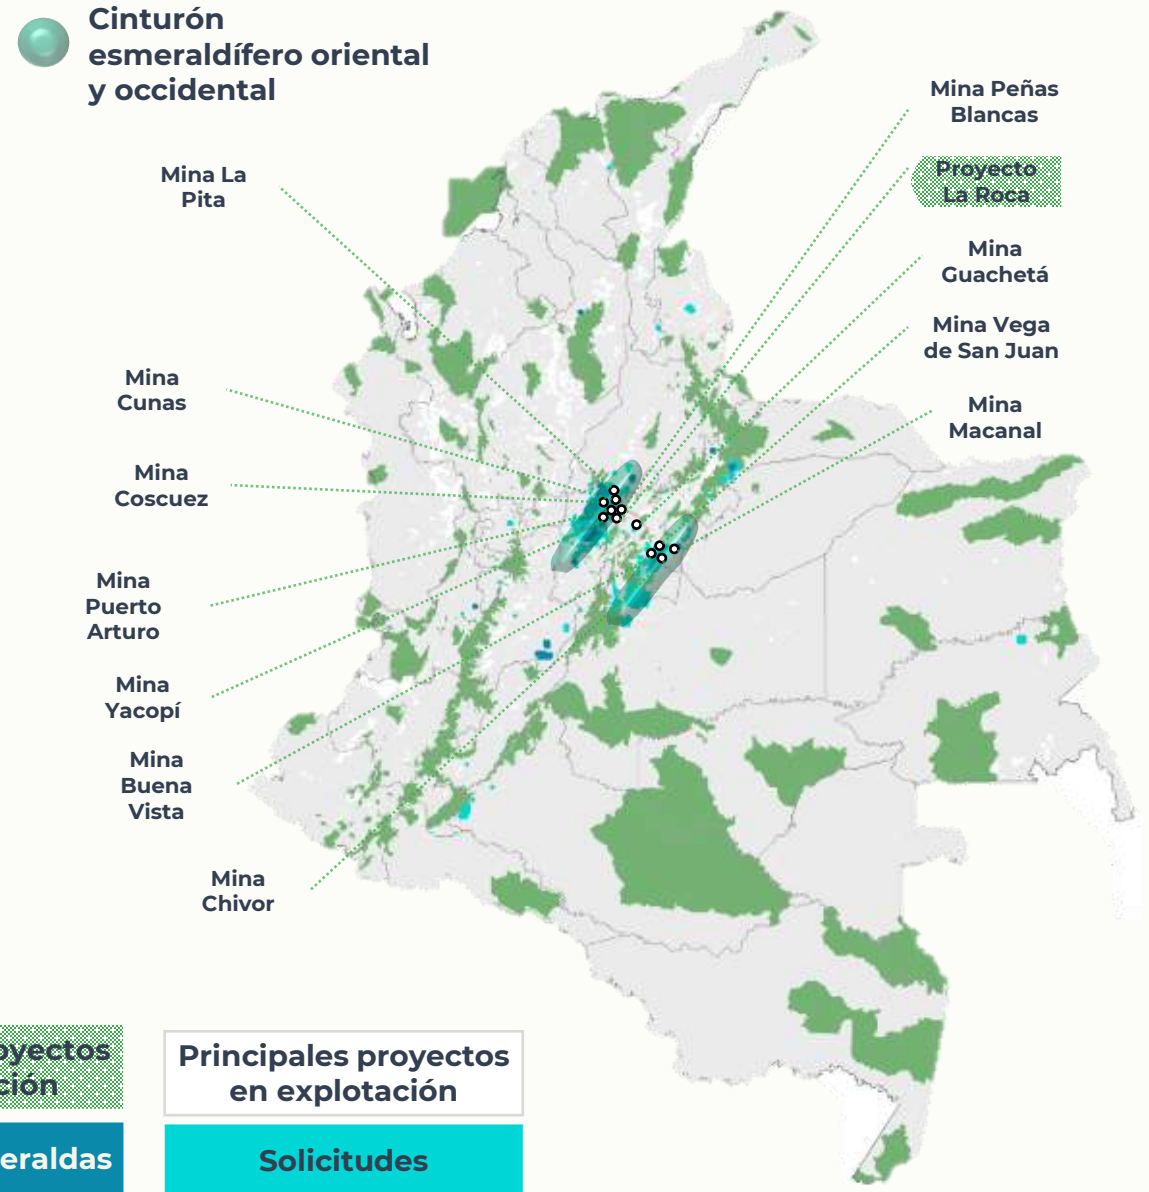 Cinturón
esmeraldífero oriental
y occidental
Mina Peñas
Blancas
Mina La
Pita
Proyecto
La Roca
Mina
Guachetá
Mina Vega
de San Juan
Mina
Cunas
Mina
Macanal
Mina
Coscuez
Mina
Puerto
Arturo
Mina
Yacopí
Mina
Buena
Vista
Mina
Chivor
Principales proyectos
en explotación
Solicitudes